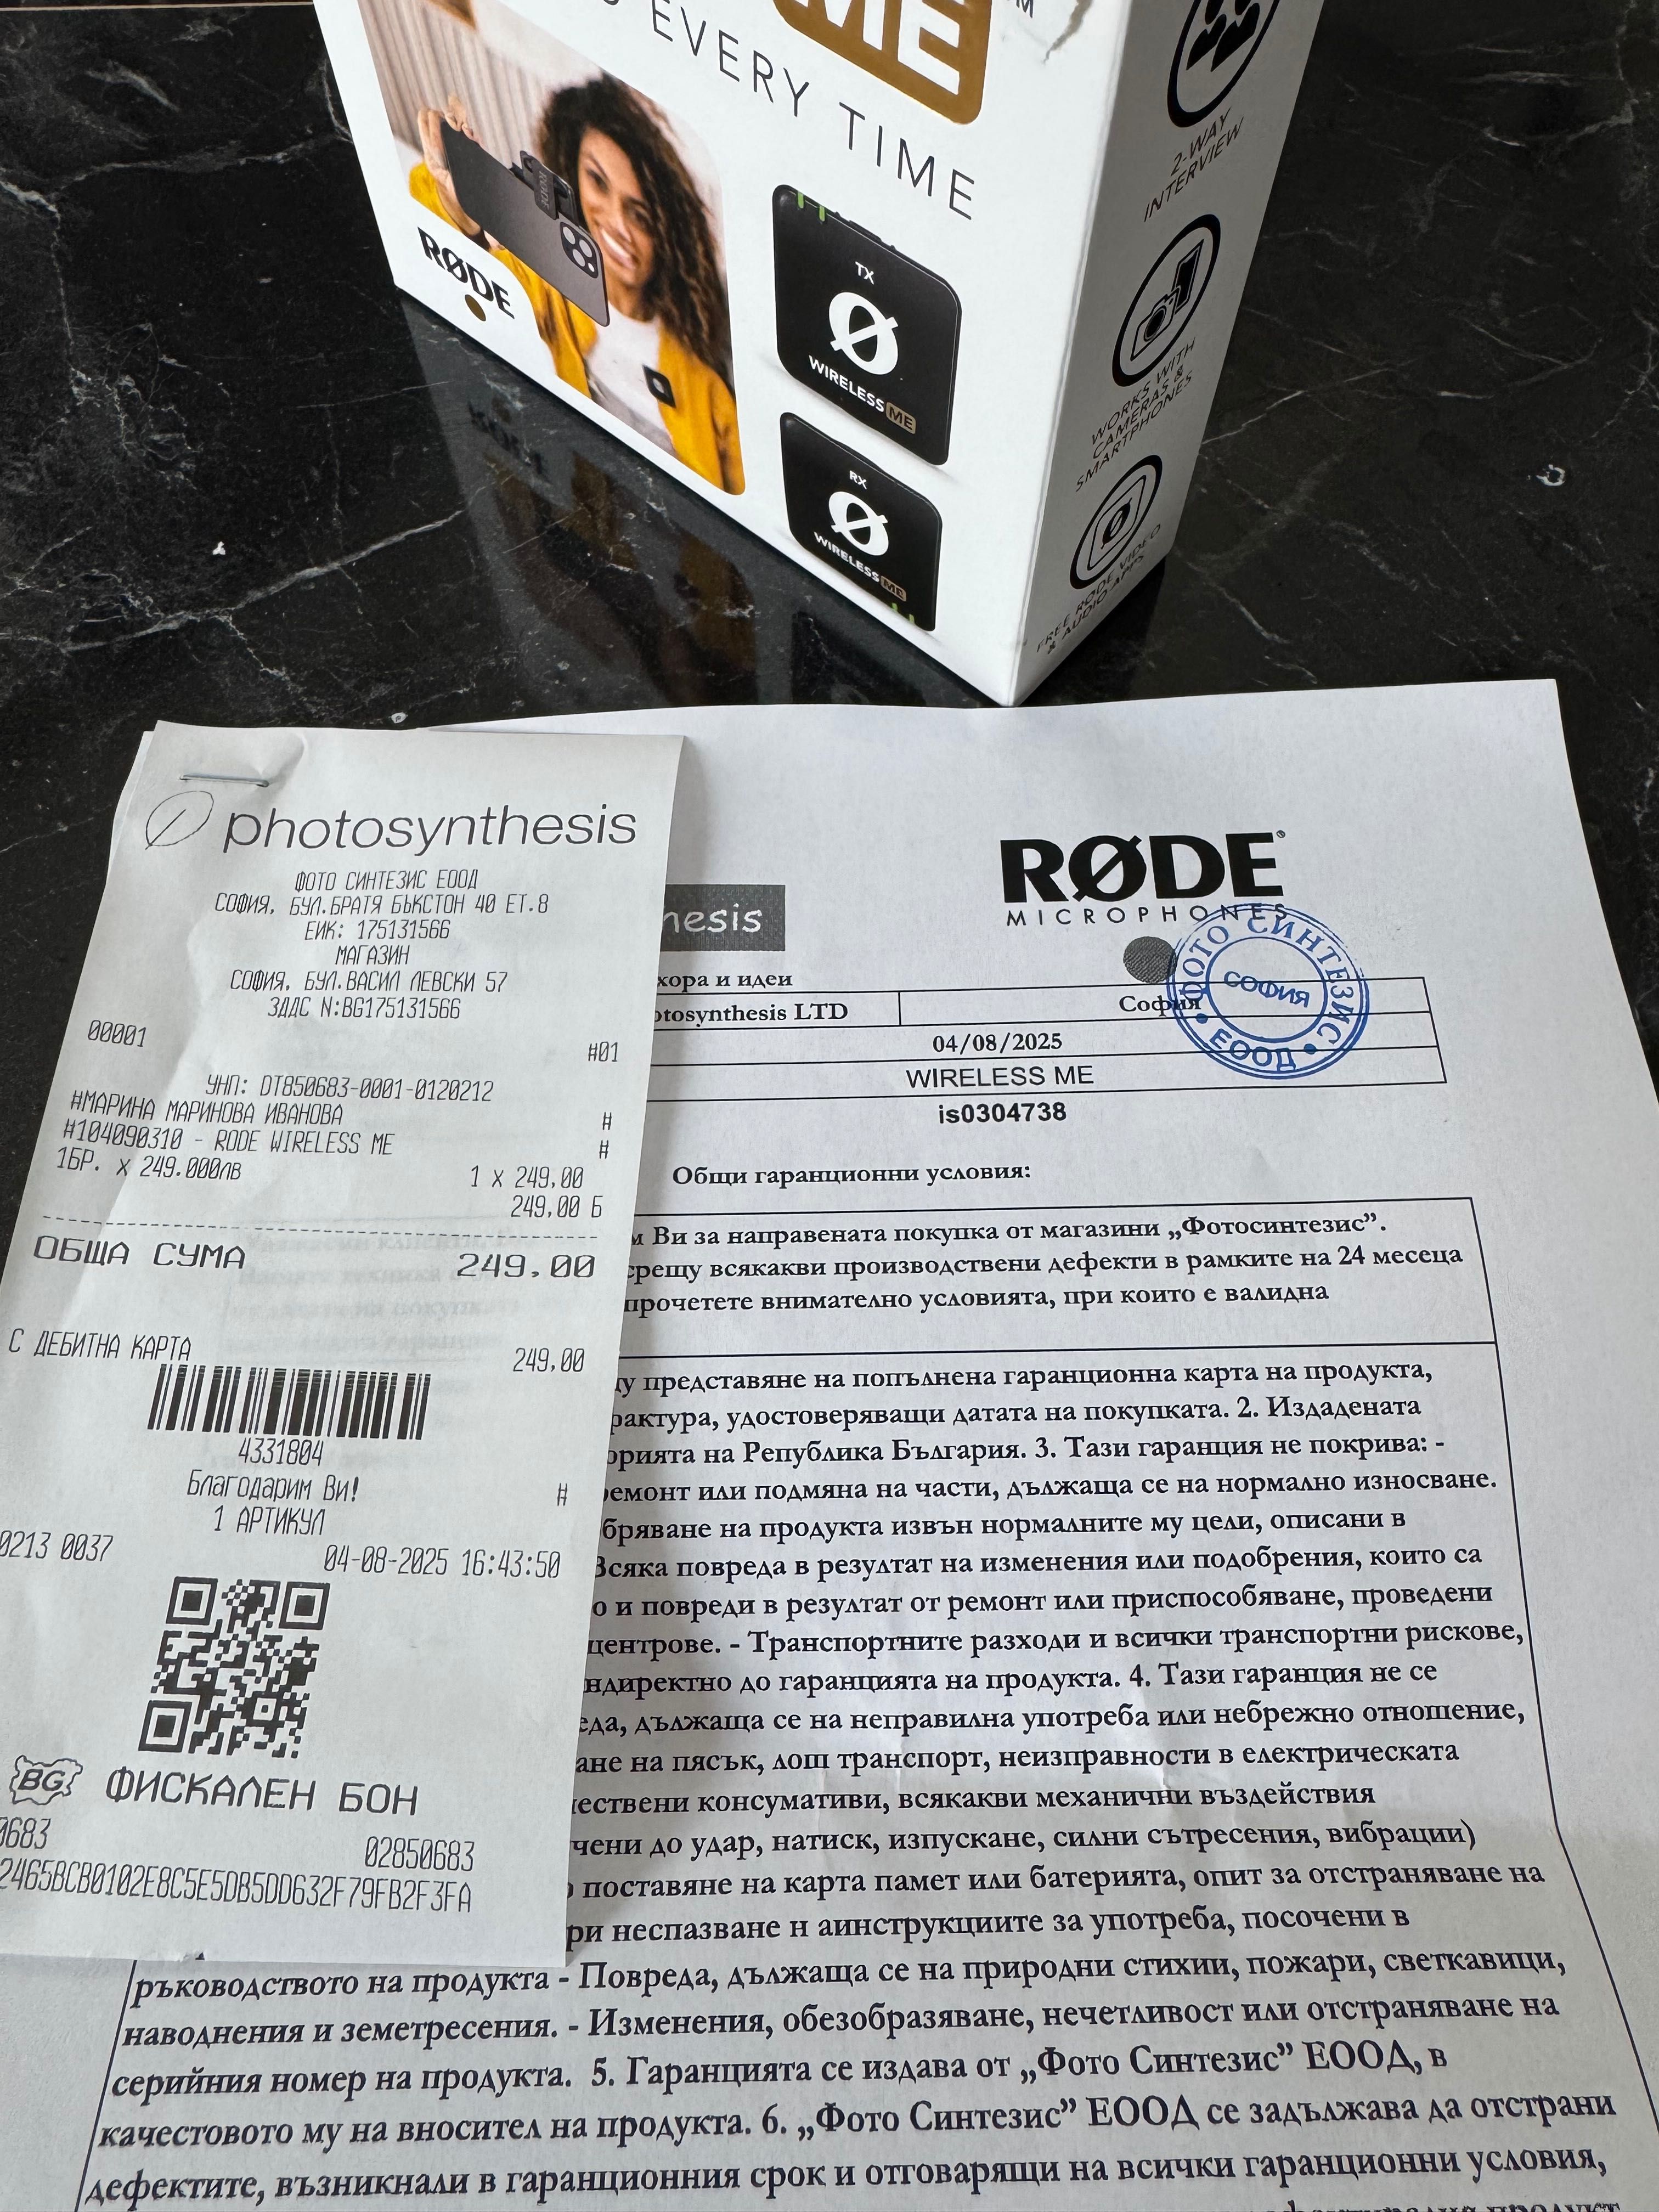 ME
EVERY TIME
RØDE
RØDE
TX
WIRELESS ME
RX
WIRELESS ME
2-WAY
INTERVIEW
WORKS WITH
CAMERAS &
SMARTPHONES
FREE RØDE VIDEO
& AUDIO APPS
photosynthesis
ФОТО СИНТЕЗИС ЕООД
СОФИЯ, БУЛ.БРАТЯ БЪКСТОН 40 ЕТ.8
ЕИК: 175131566
МАГАЗИН
СОФИЯ, БУЛ.ВАСИЛ ЛЕВСКИ 57
ЗДДС N:BG175131566
00001 #01
УНП: DT850683-0001-0120212
#МАРИНА МАРИНОВА ИВАНОВА #
#104090310 - RODE WIRELESS ME #
1БР. x 249.000ЛВ 1 x 249,00
249,00 Б
ОБЩА СУМА 249,00
С ДЕБИТНА КАРТА 249,00
4331804
Благодарим Ви! #
1 АРТИКУЛ
0213 0037 04-08-2025 16:43:50
BG ФИСКАЛЕН БОН
0683 02850683
2465BCB0102E8C5E5DB5DD632F79FB2F3FA
nesis
RØDE
MICROPHONES
ФОТО СИНТЕЗИС
СОФИЯ
ЕООД
хора и идеи
otosynthesis LTD София
04/08/2025
WIRELESS ME
is0304738
Общи гаранционни условия:
м Ви за направената покупка от магазини „Фотосинтезис”.
срещу всякакви производствени дефекти в рамките на 24 месеца
прочетете внимателно условията, при които е валидна
у представяне на попълнена гаранционна карта на продукта,
рактура, удостоверяващи датата на покупката. 2. Издадената
орията на Република България. 3. Тази гаранция не покрива: -
ремонт или подмяна на части, дължаща се на нормално износване.
бряване на продукта извън нормалните му цели, описани в
Всяка повреда в резултат на изменения или подобрения, които са
о и повреди в резултат от ремонт или приспособяване, проведени
центрове. - Транспортните разходи и всички транспортни рискове,
ндиректно до гаранцията на продукта. 4. Тази гаранция не се
еда, дължаща се на неправилна употреба или небрежно отношение,
ане на пясък, лош транспорт, неизправности в електрическата
ествени консумативи, всякакви механични въздействия
чени до удар, натиск, изпускане, силни сътресения, вибрации)
поставяне на карта памет или батерията, опит за отстраняване на
ри неспазване н аинструкциите за употреба, посочени в
ръководството на продукта - Повреда, дължаща се на природни стихии, пожари, светкавици,
наводнения и земетресения. - Изменения, обезобразяване, нечетливост или отстраняване на
серийния номер на продукта. 5. Гаранцията се издава от „Фото Синтезис” ЕООД, в
качестовото му на вносител на продукта. 6. „Фото Синтезис” ЕООД се задължава да отстрани
дефектите, възникнали в гаранционния срок и отговарящи на всички гаранционни условия,